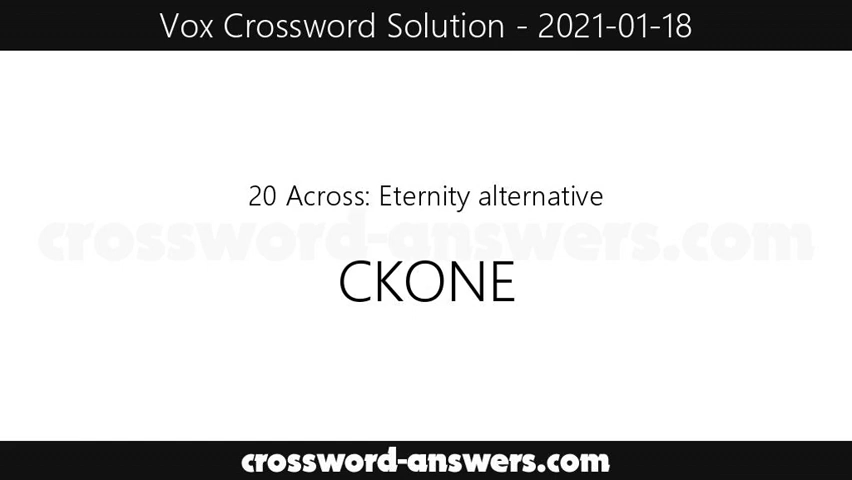 Vox Crossword Solution - 2021-01-18
20 Across: Eternity alternative
crossword-answers.com
CKONE
crossword-answers.com